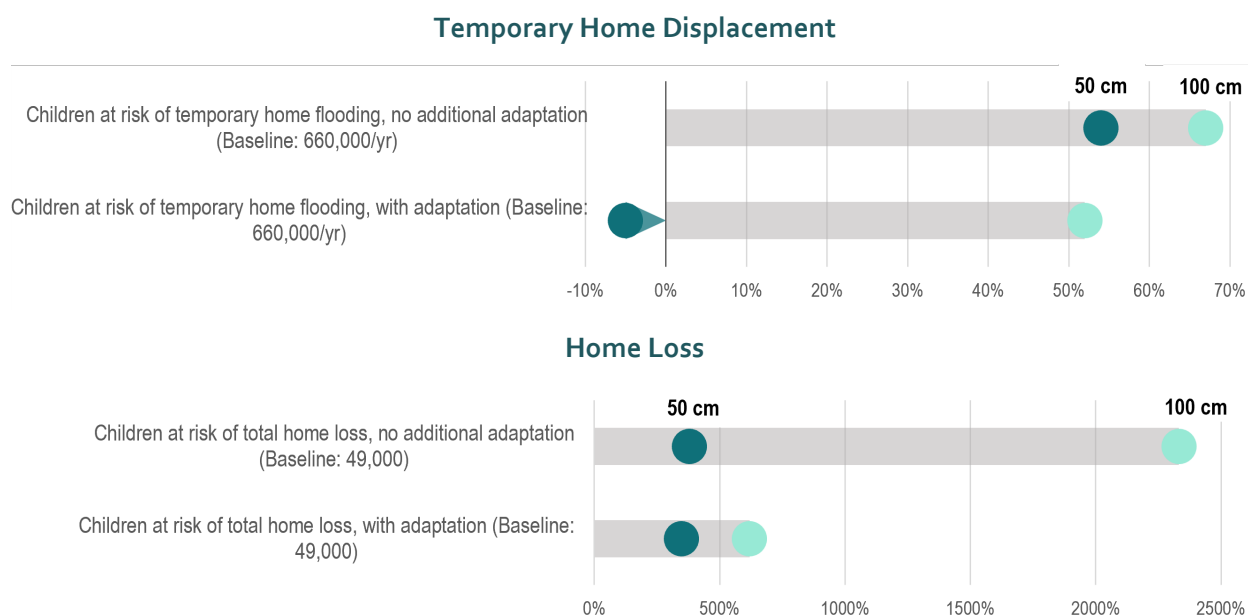 Temporary Home Displacement
50 cm
100 cm
Children at risk of temporary home flooding, no additional adaptation
(Baseline: 660,000/yr)
Children at risk of temporary home flooding, with adaptation (Baseline:
660,000/yr)
-10%
0%
10%
20%
30%
40%
50%
60%
70%
Home Loss
50 cm
100 cm
Children at risk of total home loss, no additional adaptation
(Baseline: 49,000)
Children at risk of total home loss, with adaptation (Baseline:
49,000)
0%
500%
1000%
1500%
2000%
2500%